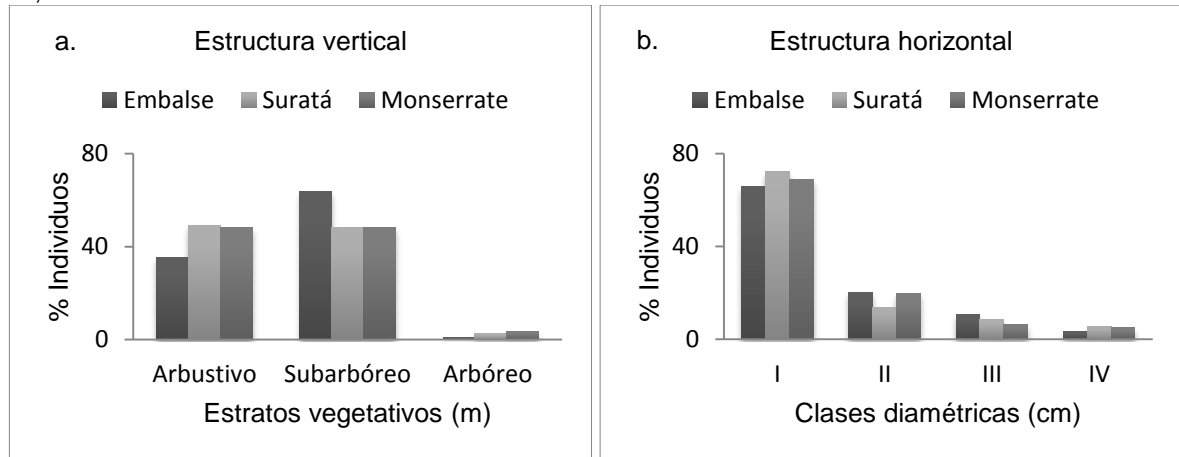 a. Estructura vertical
Embalse Suratá Monserrate
80
40
0
% Individuos
Arbustivo Subarbóreo Arbóreo
Estratos vegetativos (m)
b. Estructura horizontal
Embalse Suratá Monserrate
80
40
0
% Individuos
I II III IV
Clases diamétricas (cm)